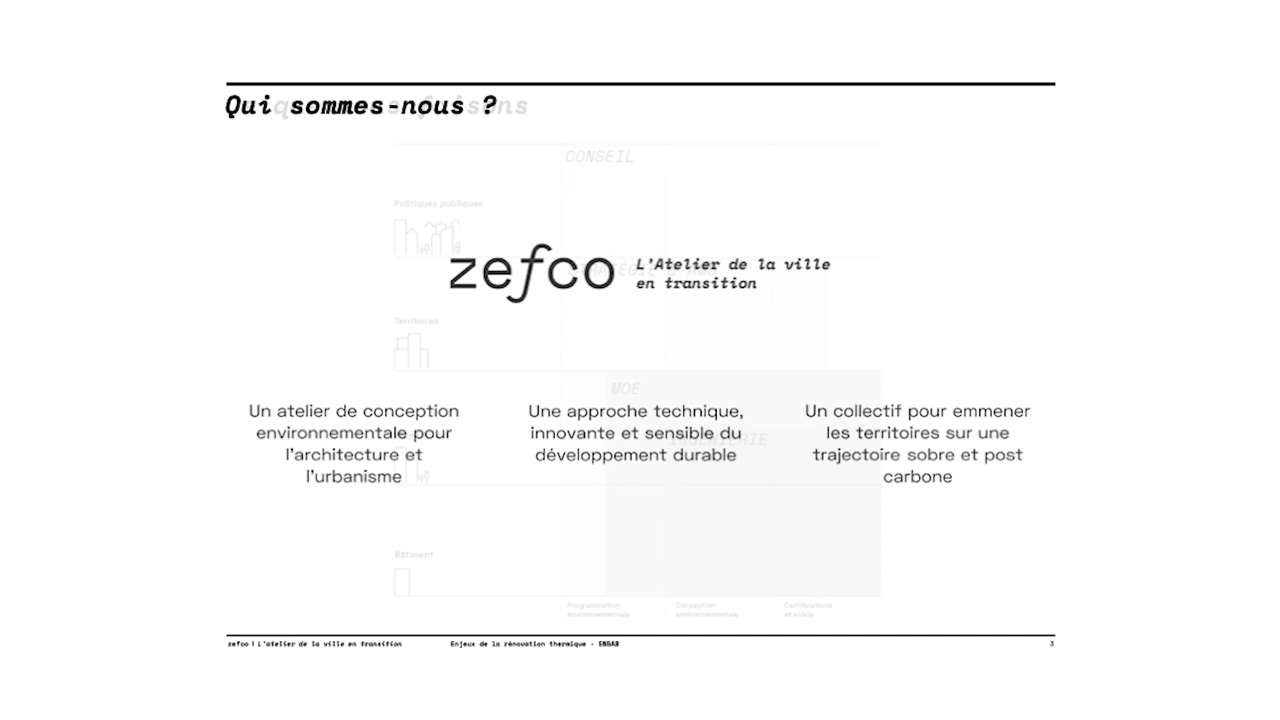 Qui sommes-nous ?
CONSEIL
Politiques publiques
zefco
L'Atelier de la ville
en transition
Territoires
MOE
Un atelier de conception
environnementale pour
l'architecture et
l'urbanisme
Une approche technique,
innovante et sensible du
développement durable
INGÉNIERIE
Un collectif pour emmener
les territoires sur une
trajectoire sobre et post
carbone
Bâtiment
Programmation
environnementale
Conception
environnementale
Certifications
et suivis
zefco | L'atelier de la ville en transition
Enjeux de la rénovation thermique - ENSAB
3